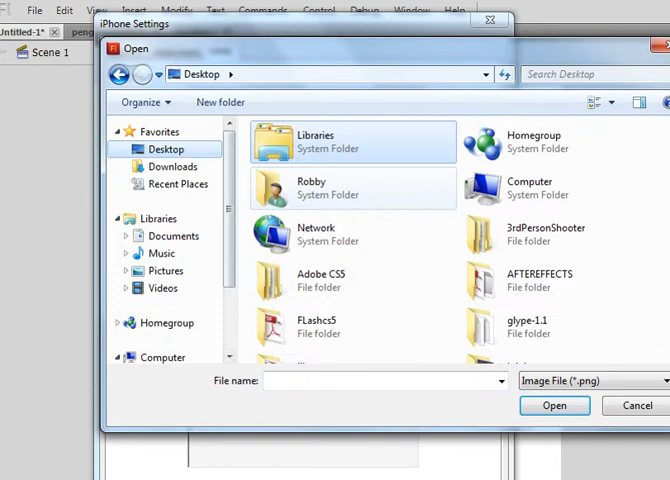 File Edit View Insert Modify Text Commands Control Debug Window Help
iPhone Settings
Untitled-1*
Scene 1
Open
Desktop
Search Desktop
Organize
New folder
Favorites
Desktop
Downloads
Recent Places
Libraries
Documents
Music
Pictures
Videos
Homegroup
Computer
Libraries
System Folder
Homegroup
System Folder
Robby
System Folder
Computer
System Folder
Network
System Folder
3rdPersonShooter
File folder
Adobe CS5
File folder
AFTEREFFECTS
File folder
FLashcs5
File folder
glype-1.1
File folder
File name:
Image File (*.png)
Open
Cancel